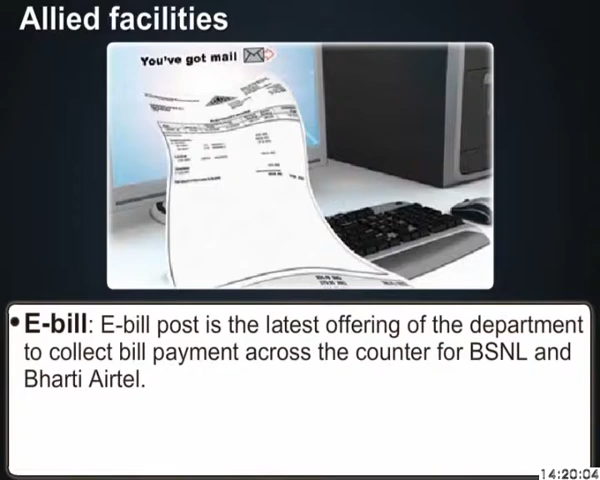 Allied facilities
You've got mail
• E-bill: E-bill post is the latest offering of the department
to collect bill payment across the counter for BSNL and
Bharti Airtel.
14:20:04